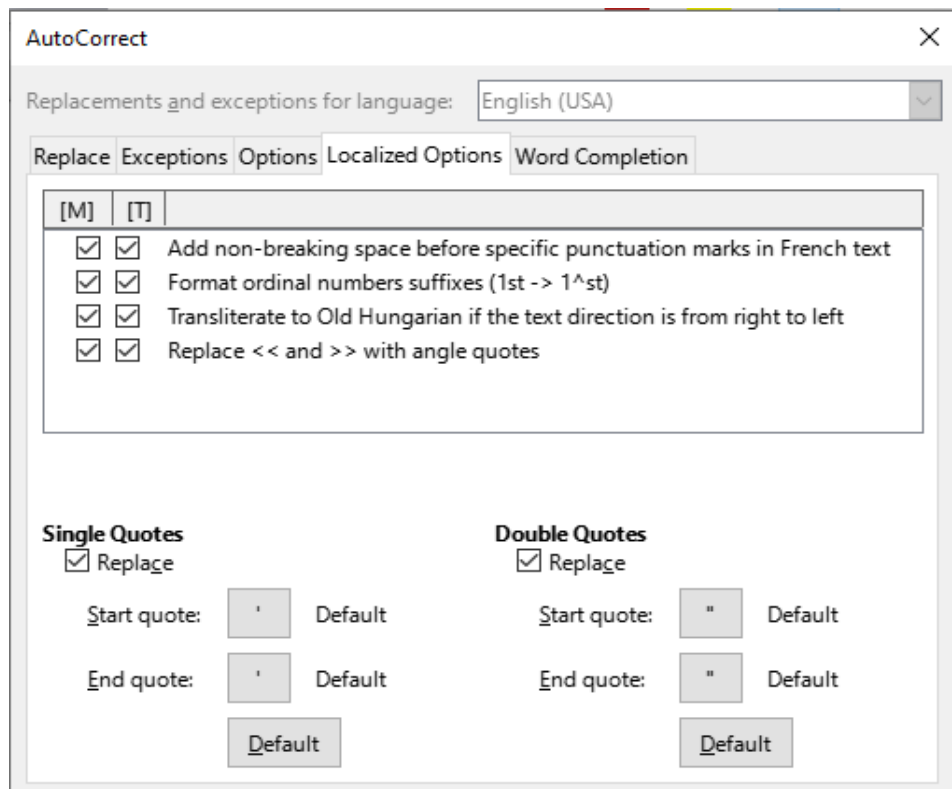 AutoCorrect
Replacements and exceptions for language: English (USA)
Replace Exceptions Options Localized Options Word Completion
[M] [T]
Add non-breaking space before specific punctuation marks in French text
Format ordinal numbers suffixes (1st -> 1^st)
Transliterate to Old Hungarian if the text direction is from right to left
Replace << and >> with angle quotes
Single Quotes Double Quotes
Replace Replace
Start quote: ' Default Start quote: " Default
End quote: ' Default End quote: " Default
Default Default